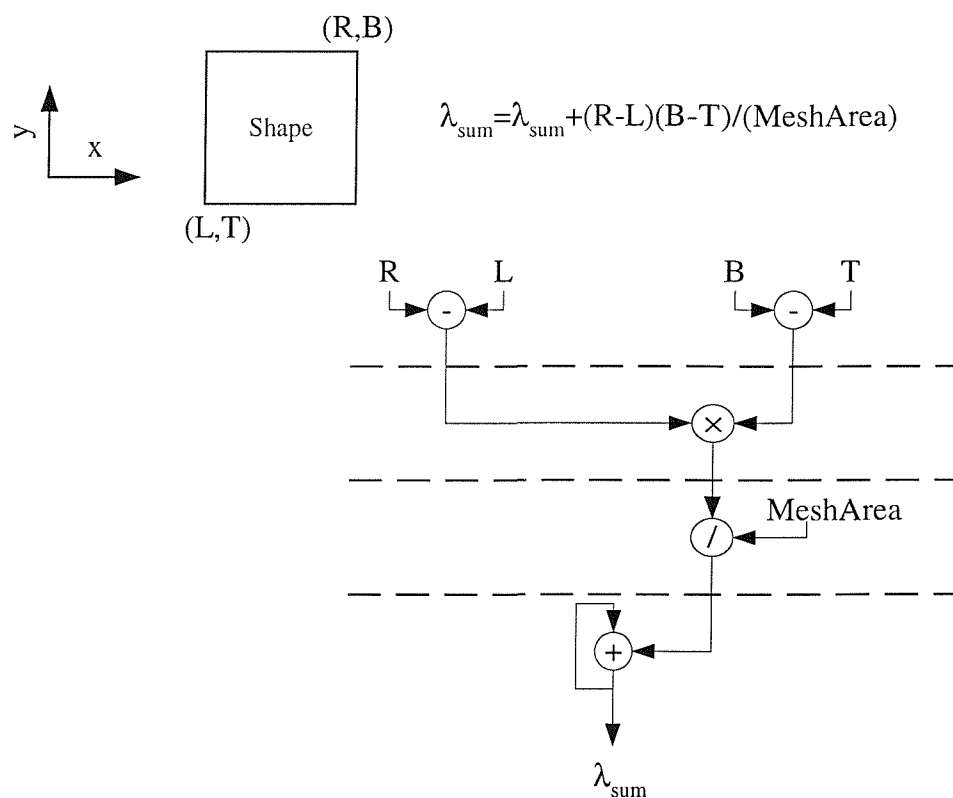 (R,B)
y
x
Shape
λsum=λsum+(R-L)(B-T)/(MeshArea)
(L,T)
R L B T
- -
×
MeshArea
/
+
λsum